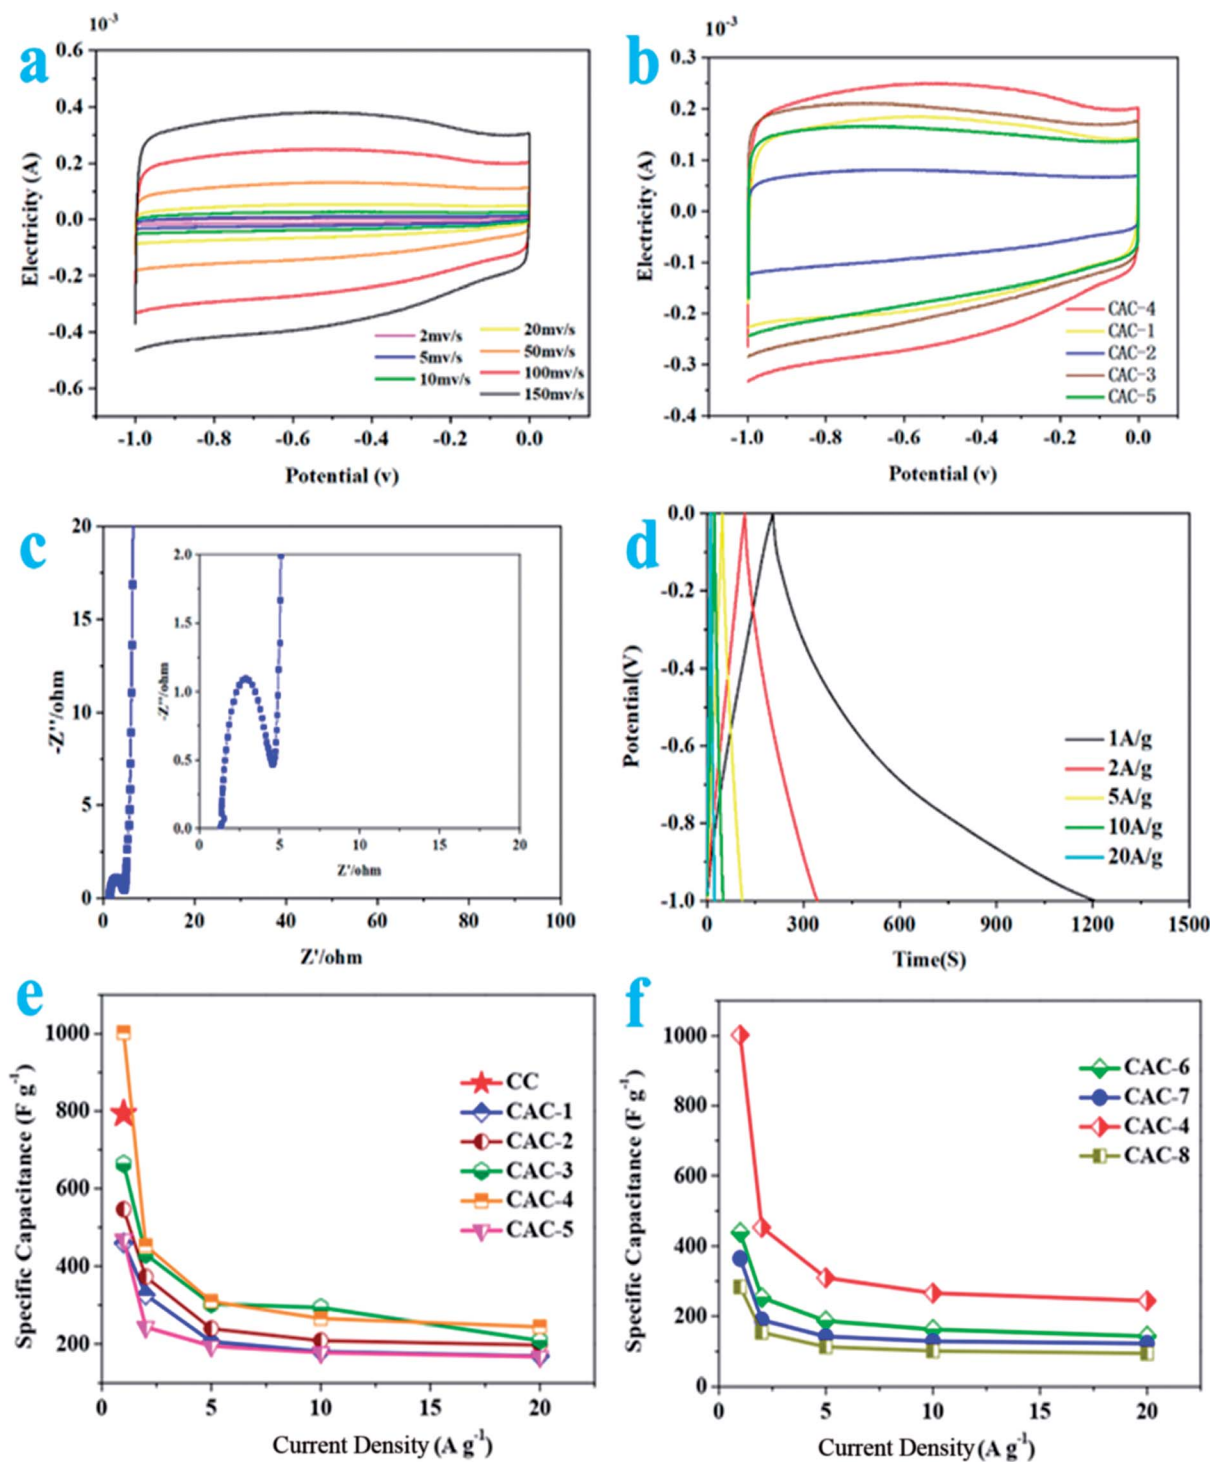 a
10⁻³
0.6
0.4
0.2
0.0
-0.2
-0.4
-0.6
Electricity (A)
2mv/s
5mv/s
10mv/s
20mv/s
50mv/s
100mv/s
150mv/s
-1.0 -0.8 -0.6 -0.4 -0.2 0.0
Potential (v)
b
10⁻³
0.3
0.2
0.1
0.0
-0.1
-0.2
-0.3
-0.4
Electricity (A)
CAC-4
CAC-1
CAC-2
CAC-3
CAC-5
-1.0 -0.8 -0.6 -0.4 -0.2 0.0
Potential (v)
c
20
15
10
5
0
-Z''/ohm
2.0
1.5
1.0
0.5
0.0
-Z''/ohm
0 5 10 15 20
Z'/ohm
0 20 40 60 80 100
Z'/ohm
d
0.0
-0.2
-0.4
-0.6
-0.8
-1.0
Potential(V)
1A/g
2A/g
5A/g
10A/g
20A/g
0 300 600 900 1200 1500
Time(S)
e
1000
800
600
400
200
Specific Capacitance (F g⁻¹)
CC
CAC-1
CAC-2
CAC-3
CAC-4
CAC-5
0 5 10 15 20
Current Density (A g⁻¹)
f
1000
800
600
400
200
0
Specific Capacitance (F g⁻¹)
CAC-6
CAC-7
CAC-4
CAC-8
0 5 10 15 20
Current Density (A g⁻¹)